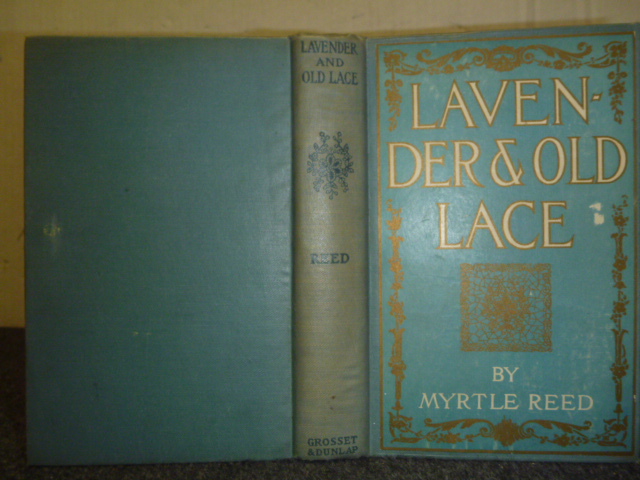 LAVENDER
AND
OLD LACE
REED
GROSSET
& DUNLAP
LAVEN-
DER & OLD
LACE
BY
MYRTLE REED